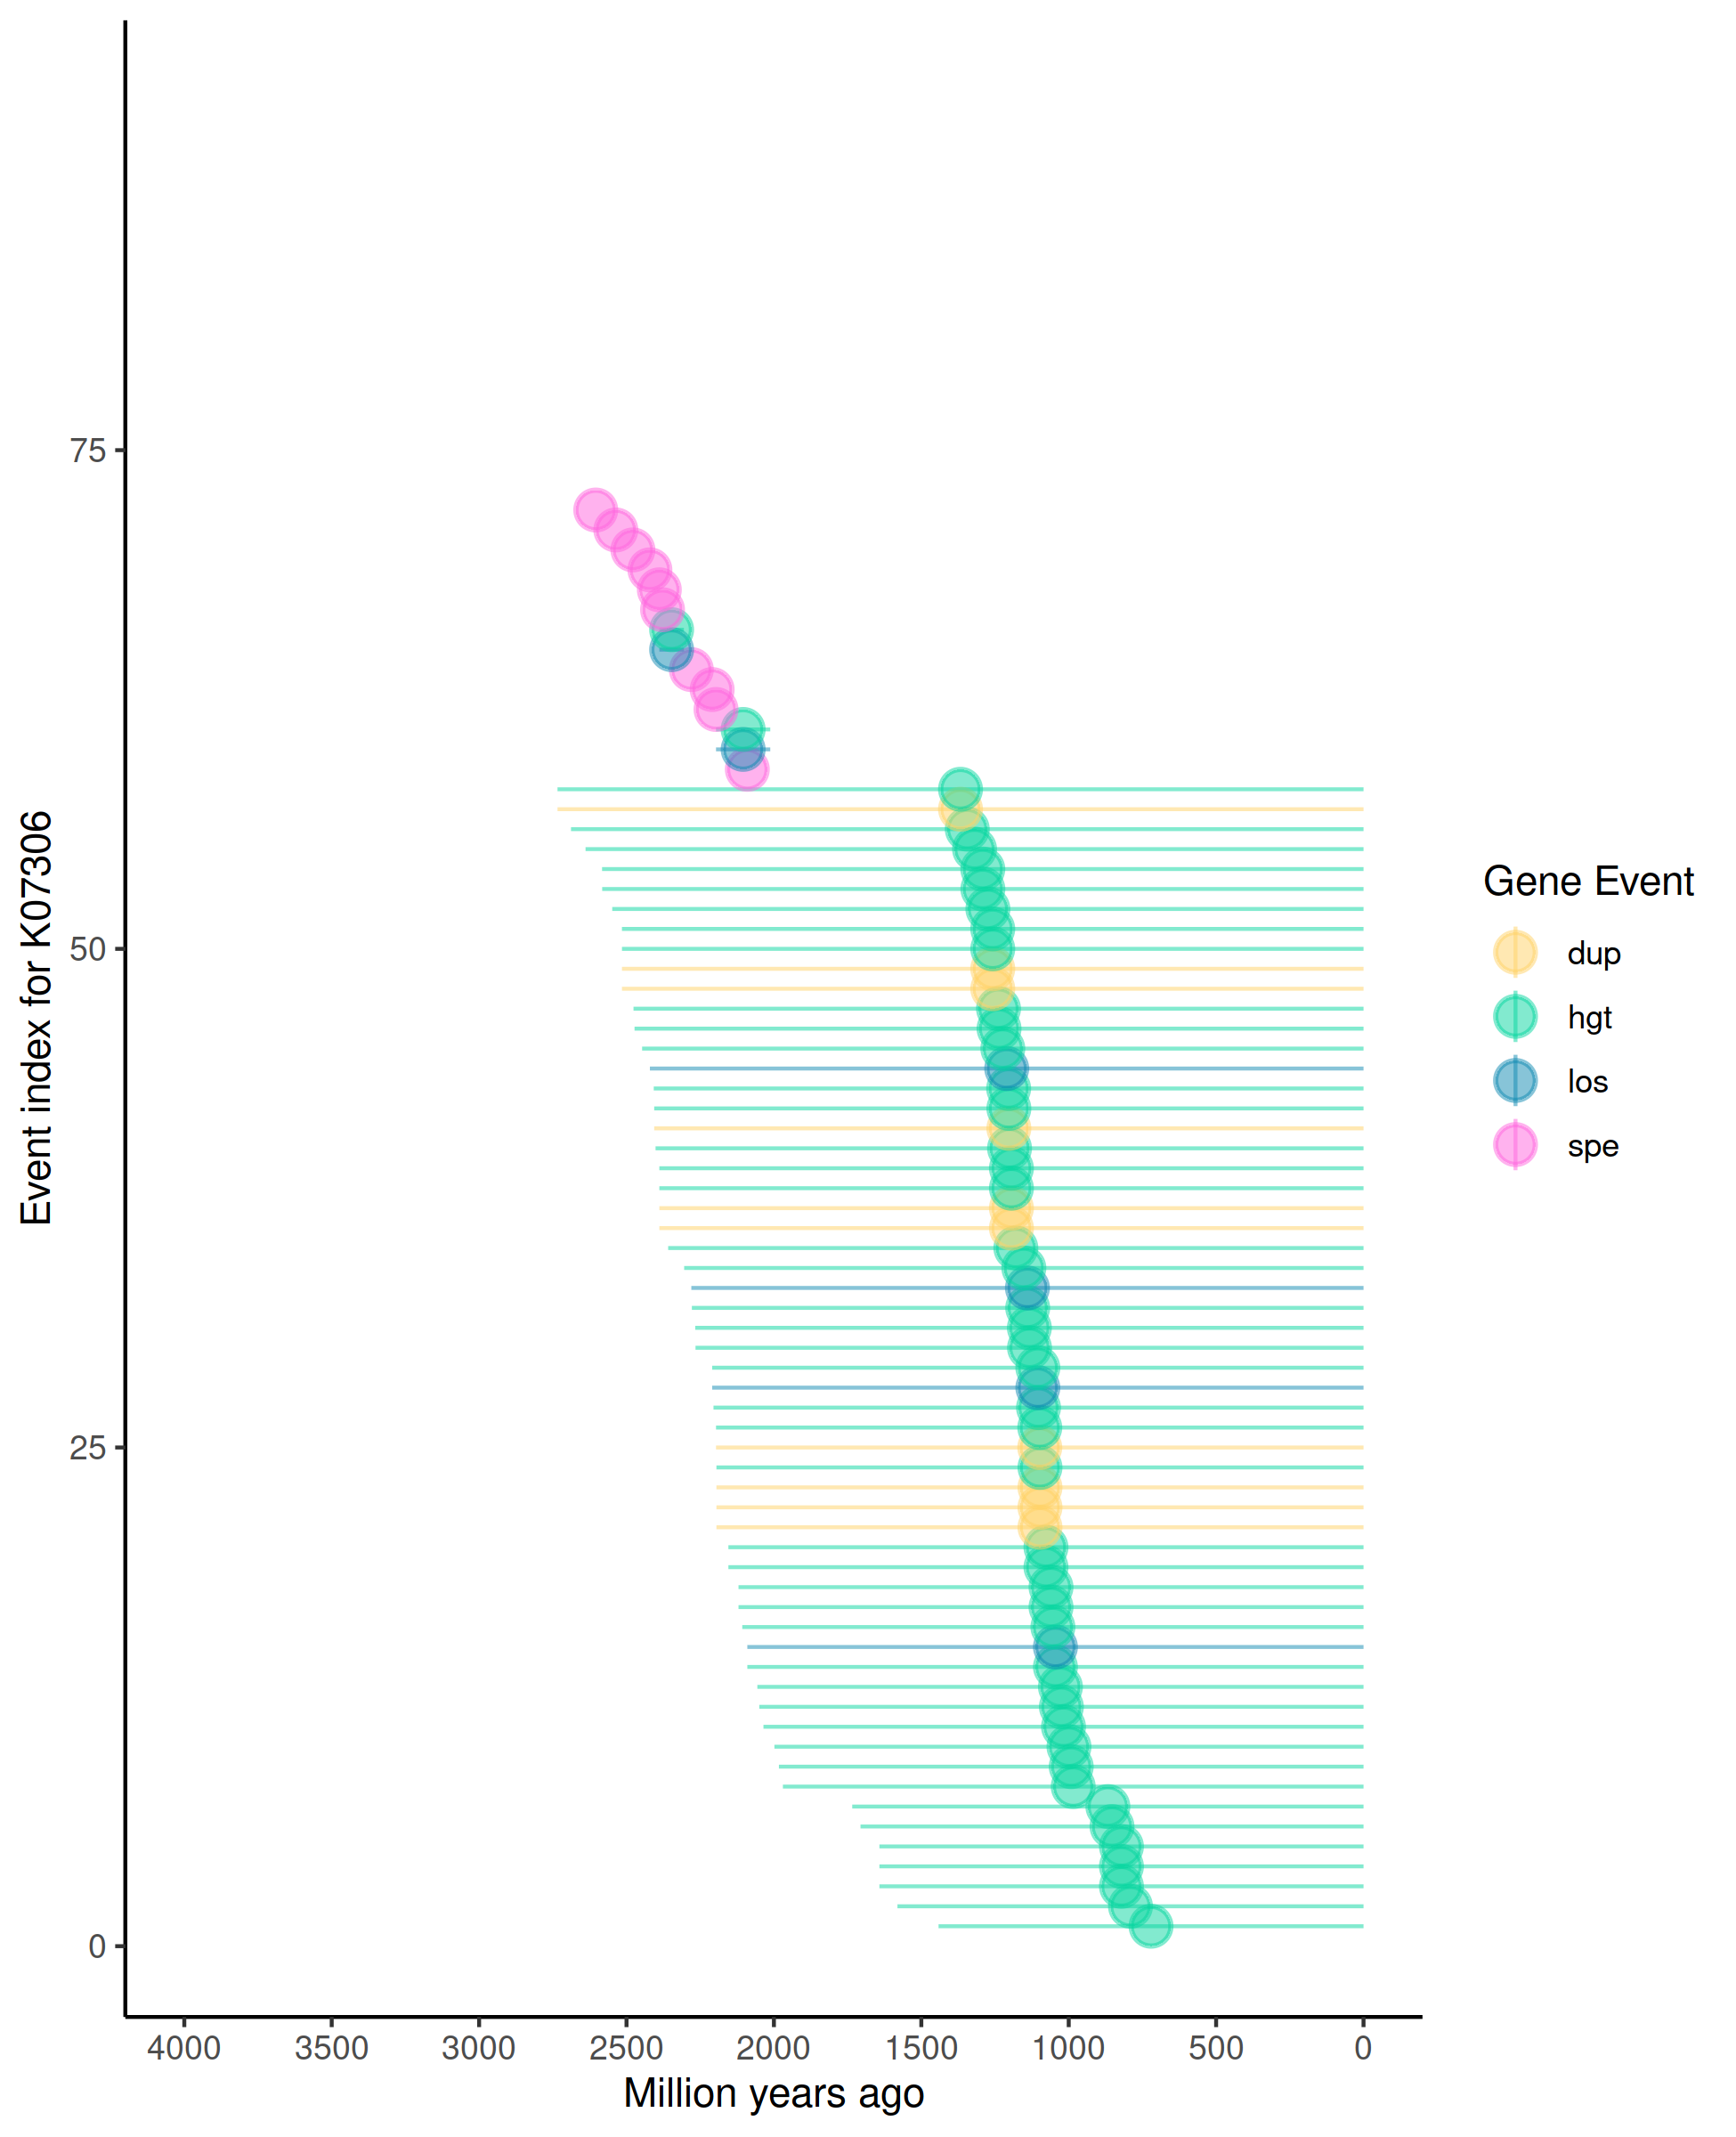 75
50
25
0
Event index for K07306
4000 3500 3000 2500 2000 1500 1000 500 0
Million years ago
Gene Event
dup
hgt
los
spe